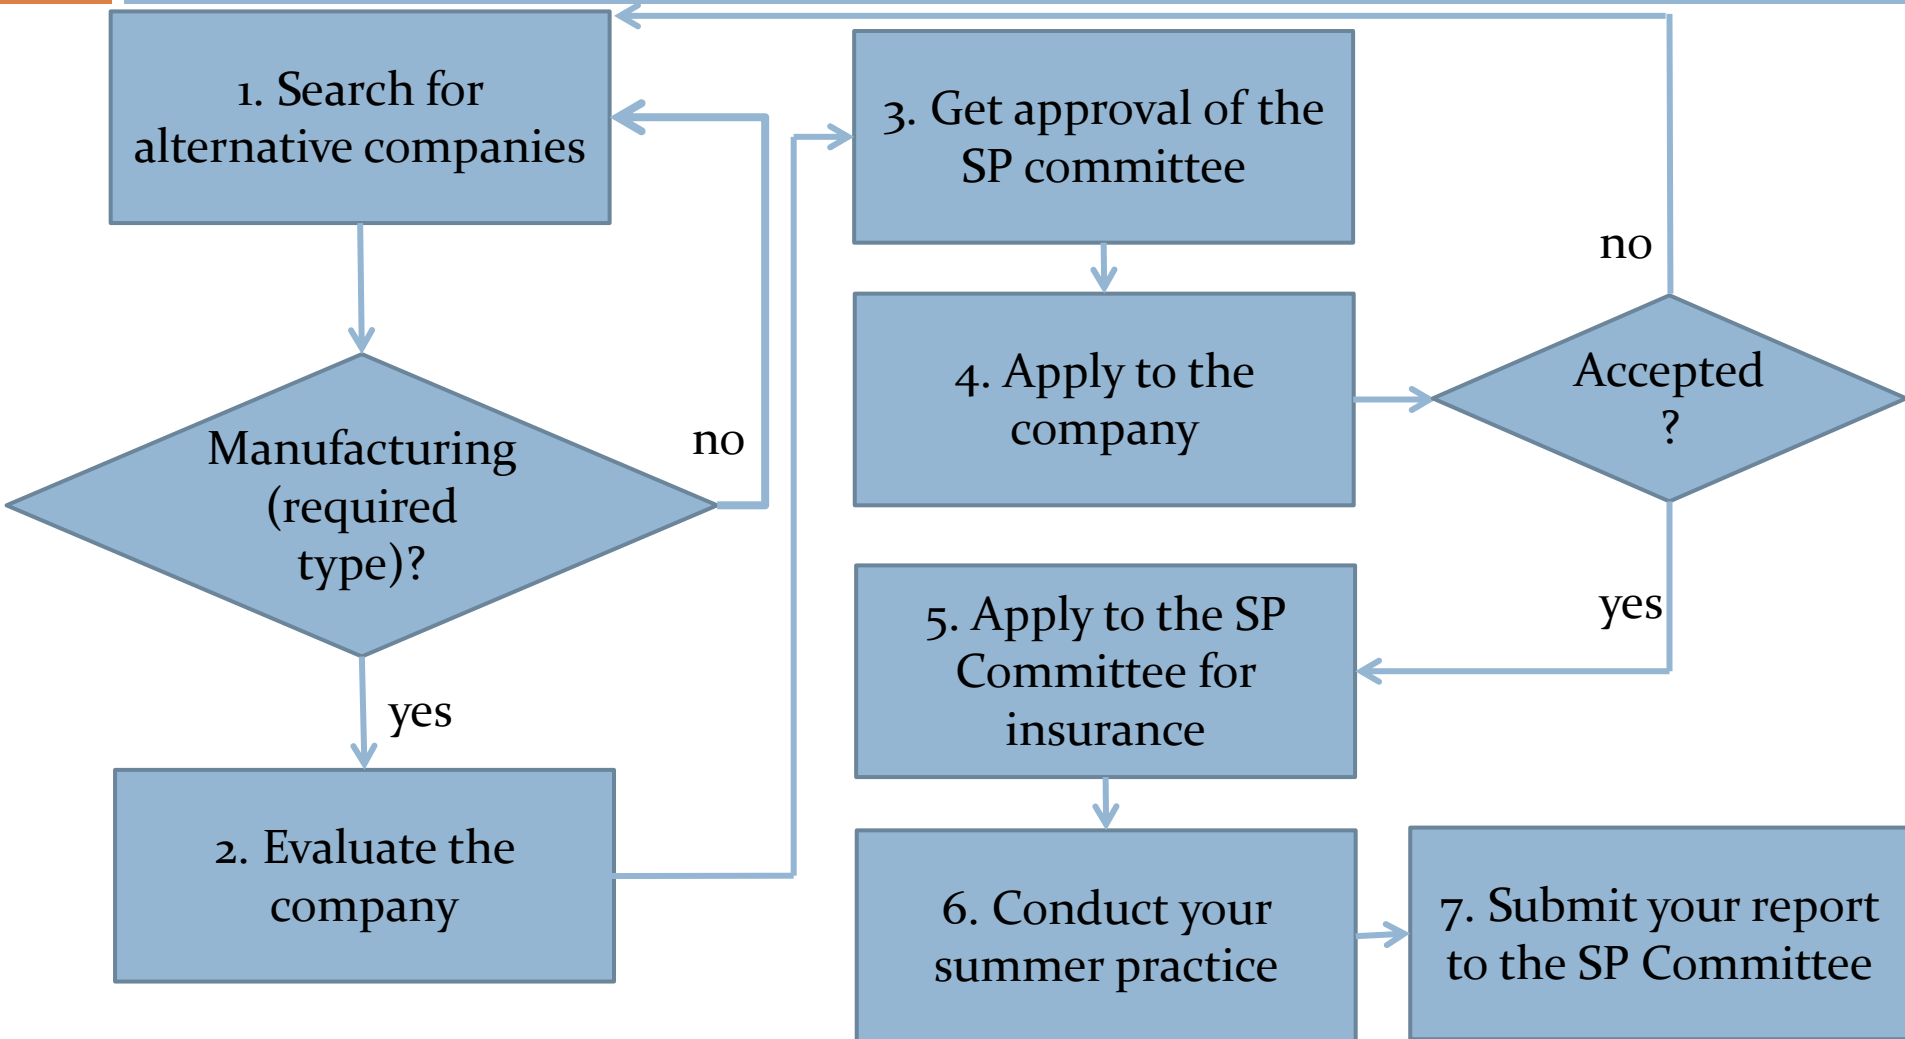 1. Search for
alternative companies
Manufacturing
(required
type)?
no
yes
2. Evaluate the
company
3. Get approval of the
SP committee
4. Apply to the
company
Accepted
?
no
yes
5. Apply to the SP
Committee for
insurance
6. Conduct your
summer practice
7. Submit your report
to the SP Committee